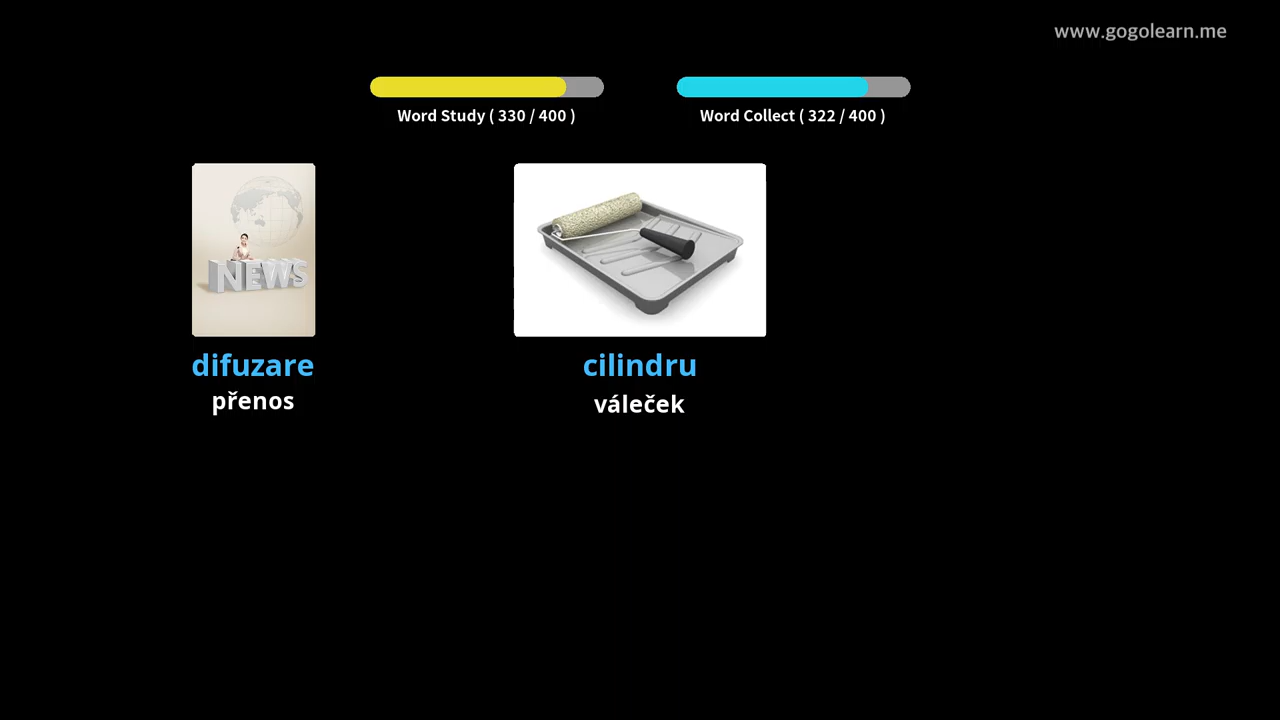 www.gogolearn.me
Word Study ( 330 / 400 )
Word Collect ( 322 / 400 )
NEWS
difuzare
cilindru
přenos
váleček